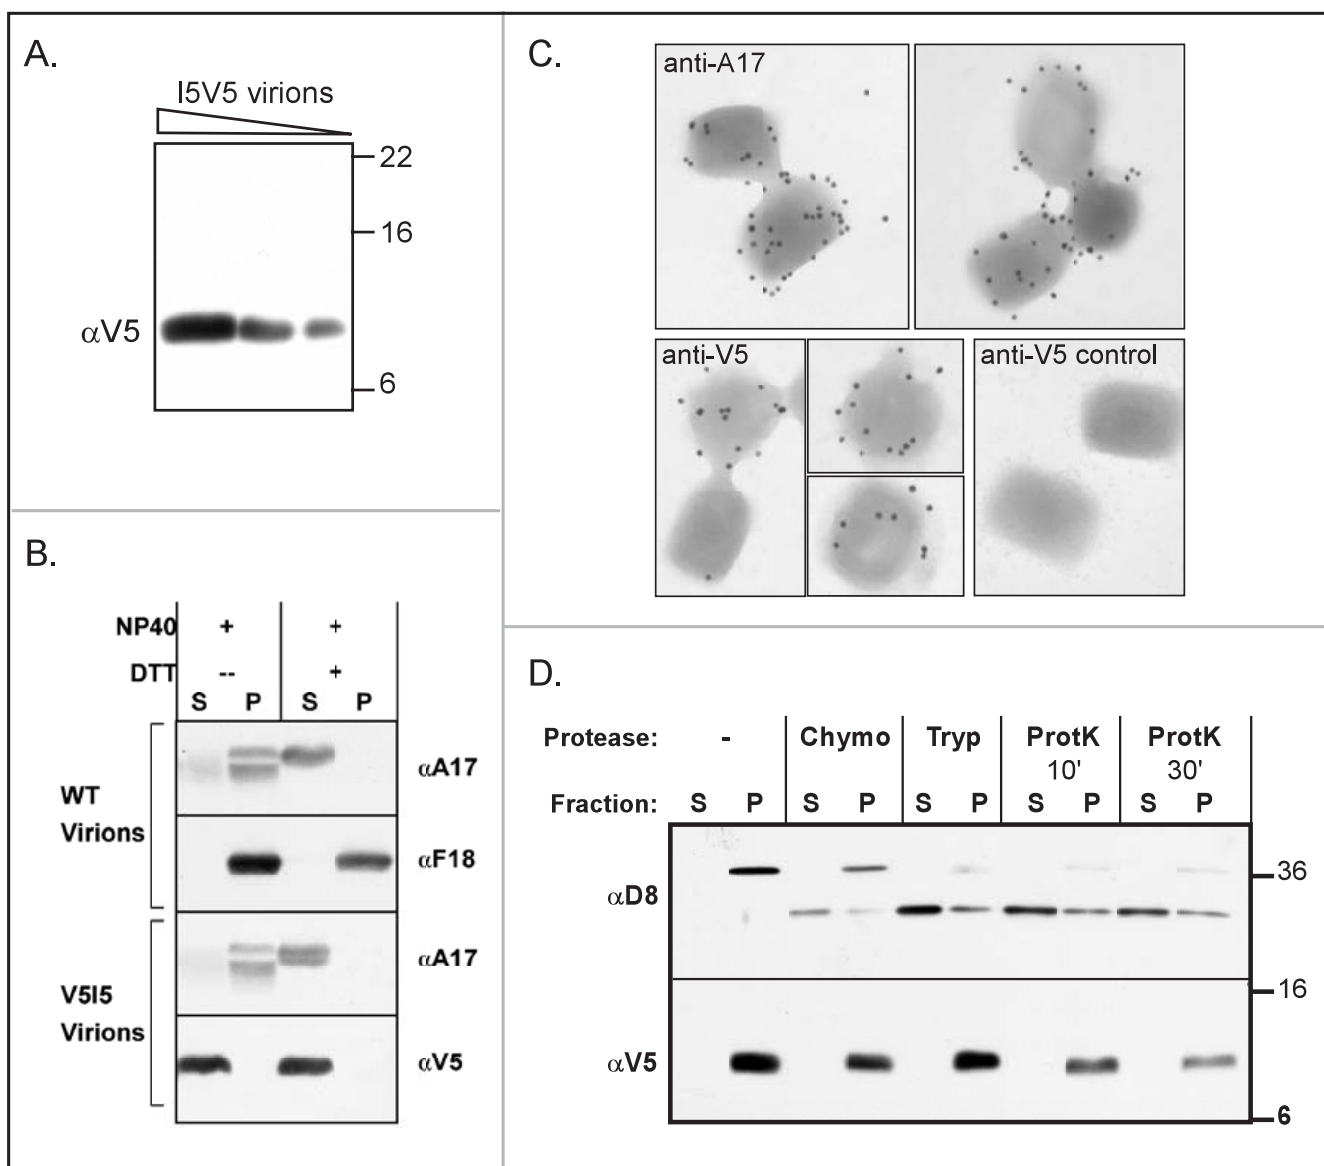 A.
I5V5 virions
22
16
αV5
6
B.
NP40 + +
DTT -- +
S P S P
WT
Virions
αA17
αF18
V5I5
Virions
αA17
αV5
C.
anti-A17
anti-V5
anti-V5 control
D.
Protease: - Chymo Tryp ProtK ProtK
10' 30'
Fraction: S P S P S P S P S P
αD8
36
16
αV5
6